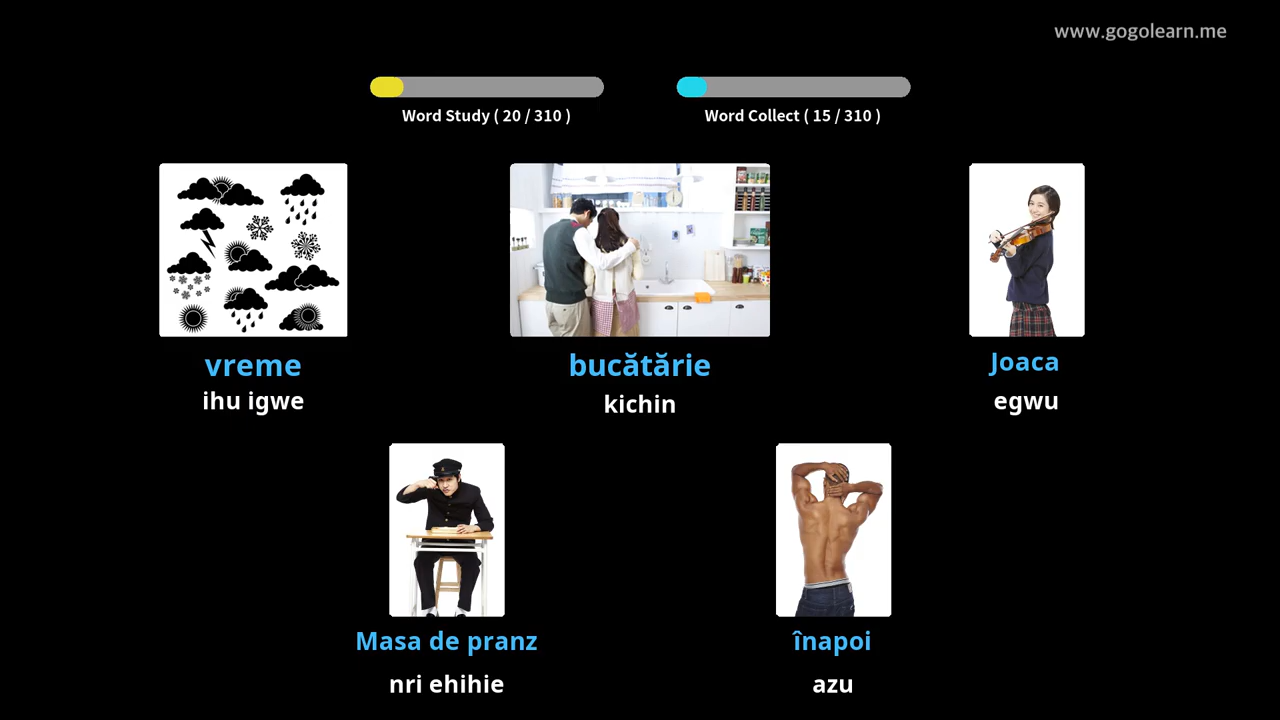 www.gogolearn.me
Word Study ( 20 / 310 )
Word Collect ( 15 / 310 )
vreme
ihu igwe
bucătărie
kichin
Joaca
egwu
Masa de pranz
nri ehihie
înapoi
azu